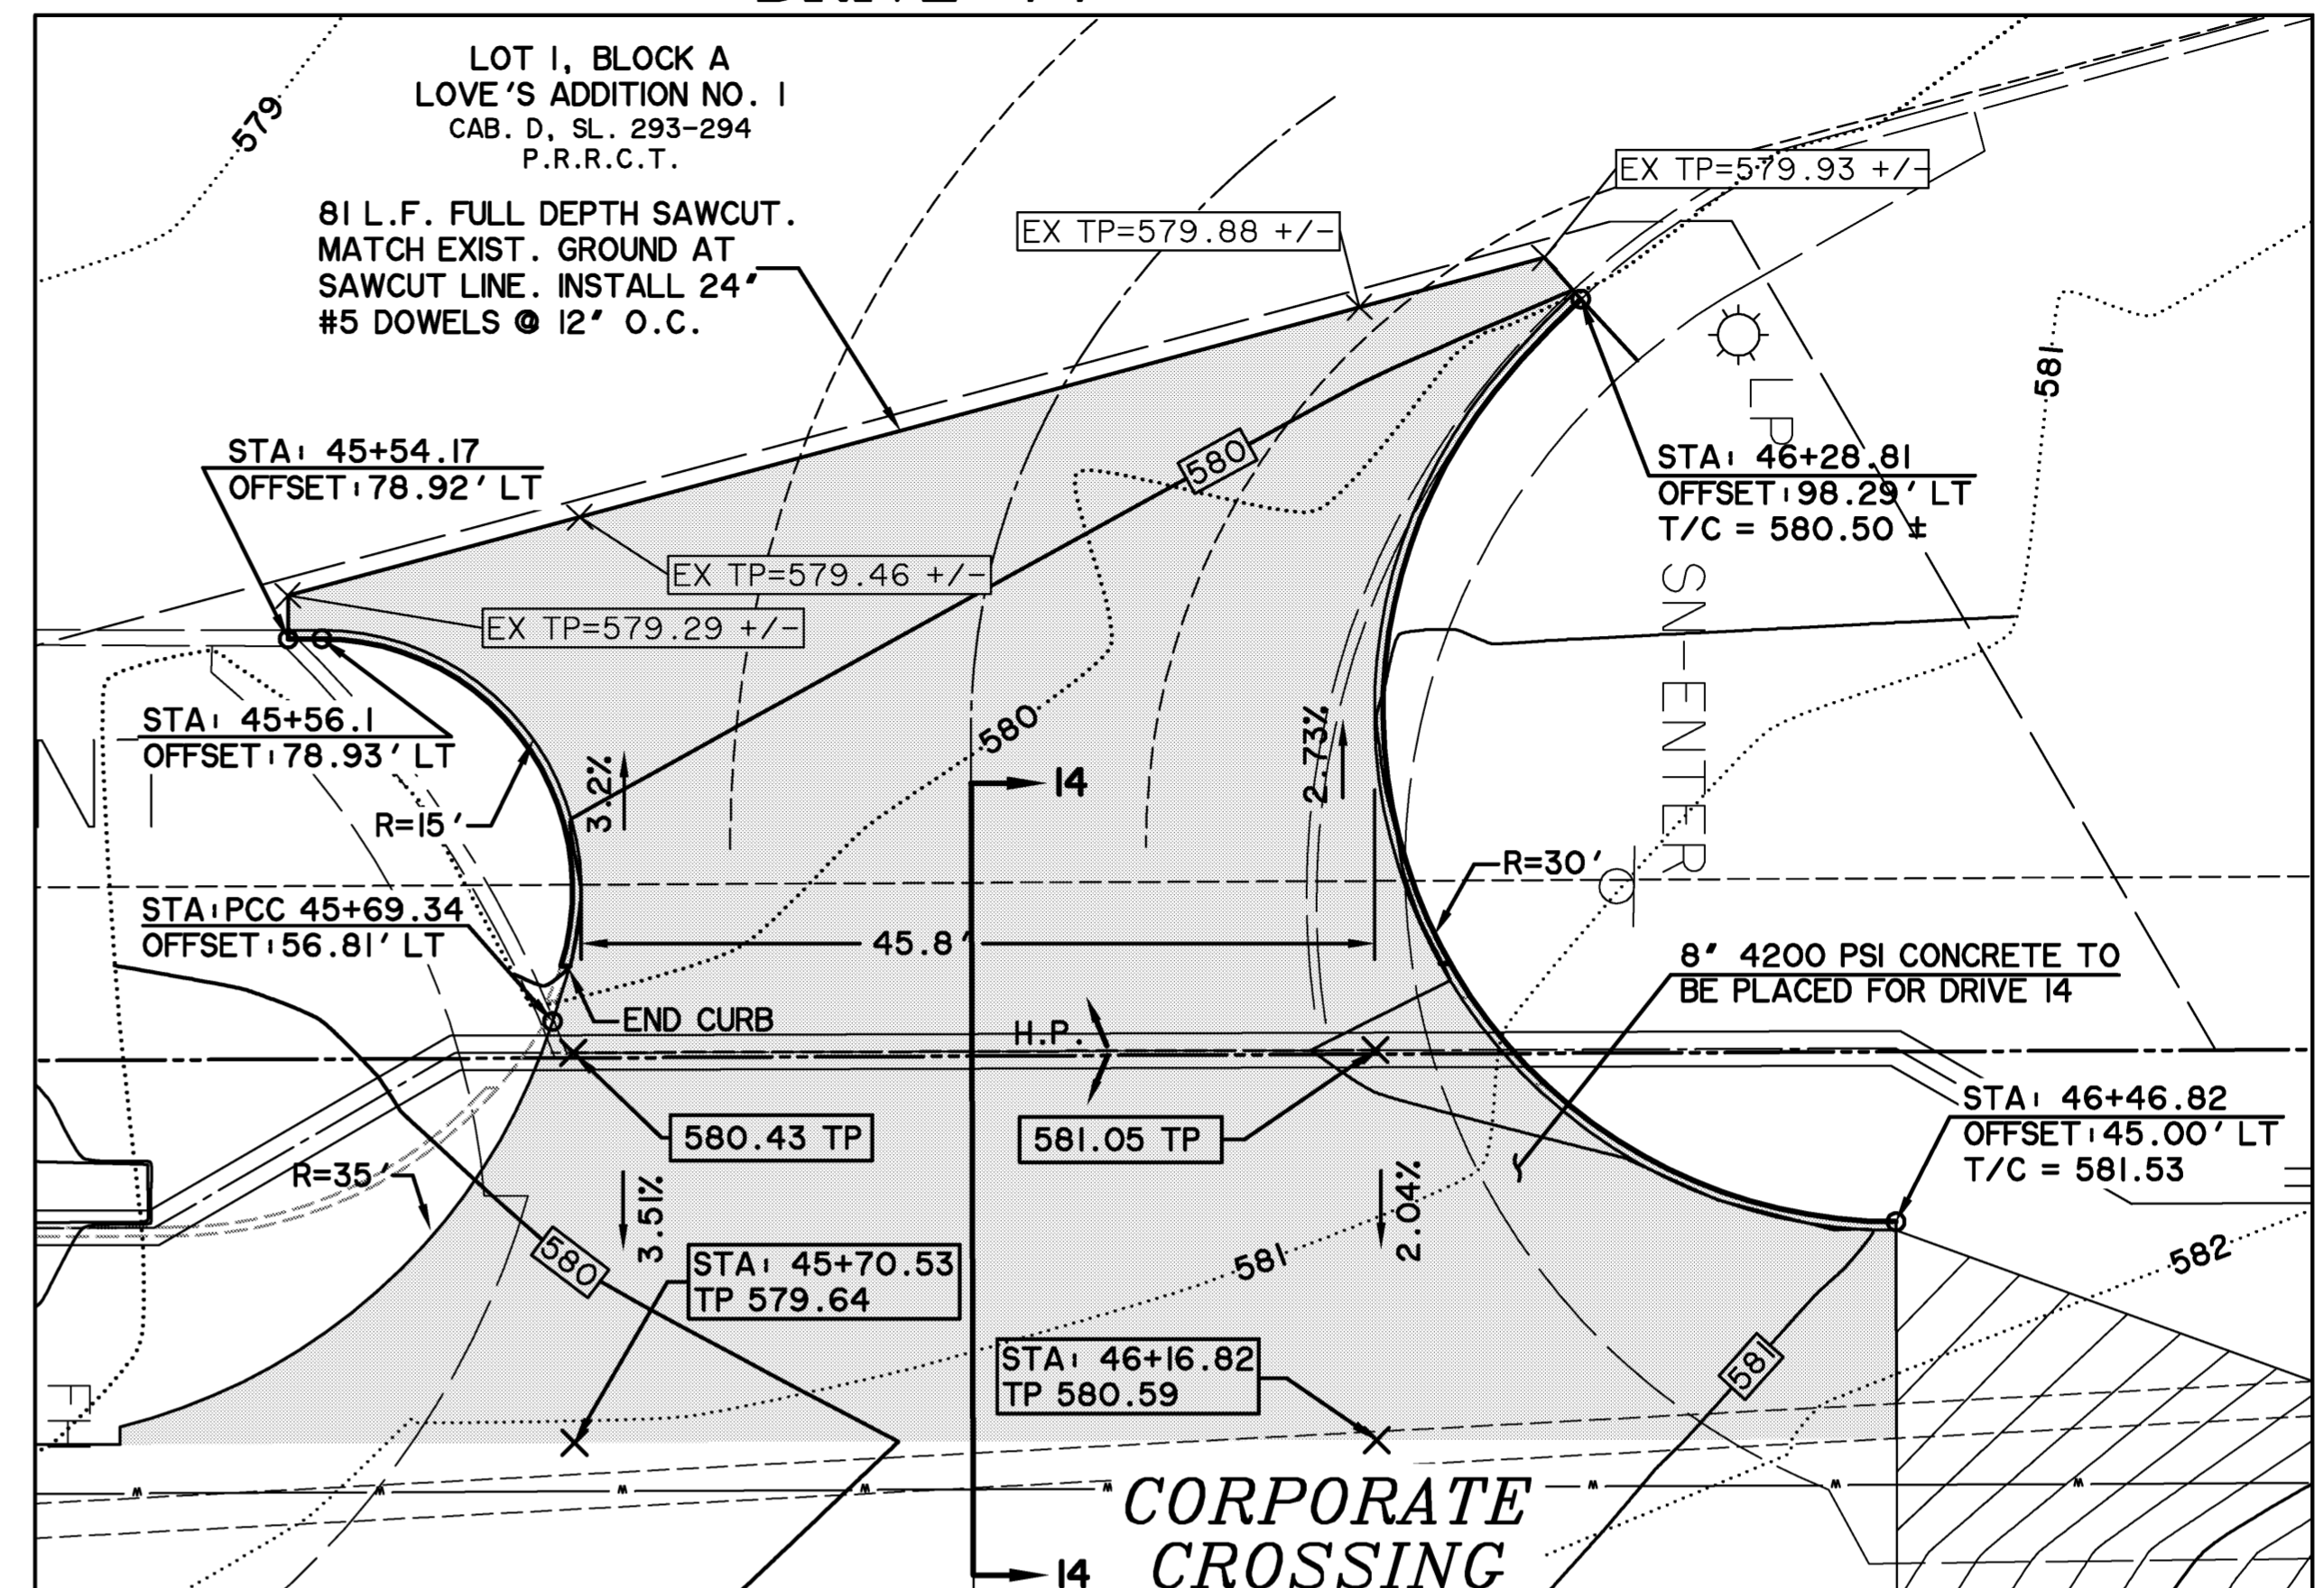 LOT 1, BLOCK A
LOVE'S ADDITION NO. 1
CAB. D, SL. 293-294
P.R.R.C.T.
579
81 L.F. FULL DEPTH SAWCUT.
MATCH EXIST. GROUND AT
SAWCUT LINE. INSTALL 24"
#5 DOWELS @ 12" O.C.
EX TP=579.93 +/-
EX TP=579.88 +/-
581
LP
STA: 45+54.17
OFFSET:78.92' LT
580
STA: 46+28.81
OFFSET:98.29' LT
T/C = 580.50 ±
EX TP=579.46 +/-
EX TP=579.29 +/-
SN-ENTER
STA: 45+56.1
OFFSET:78.93' LT
580
3.2%
2.73%
14
R=15'
R=30'
STA:PCC 45+69.34
OFFSET:56.81' LT
45.8'
8" 4200 PSI CONCRETE TO
BE PLACED FOR DRIVE 14
END CURB
H.P.
580.43 TP
581.05 TP
STA: 46+46.82
OFFSET:45.00' LT
T/C = 581.53
R=35'
3.51%
2.04%
580
581
582
STA: 45+70.53
TP 579.64
STA: 46+16.82
TP 580.59
581
W W W W W W W W
CORPORATE
CROSSING
14